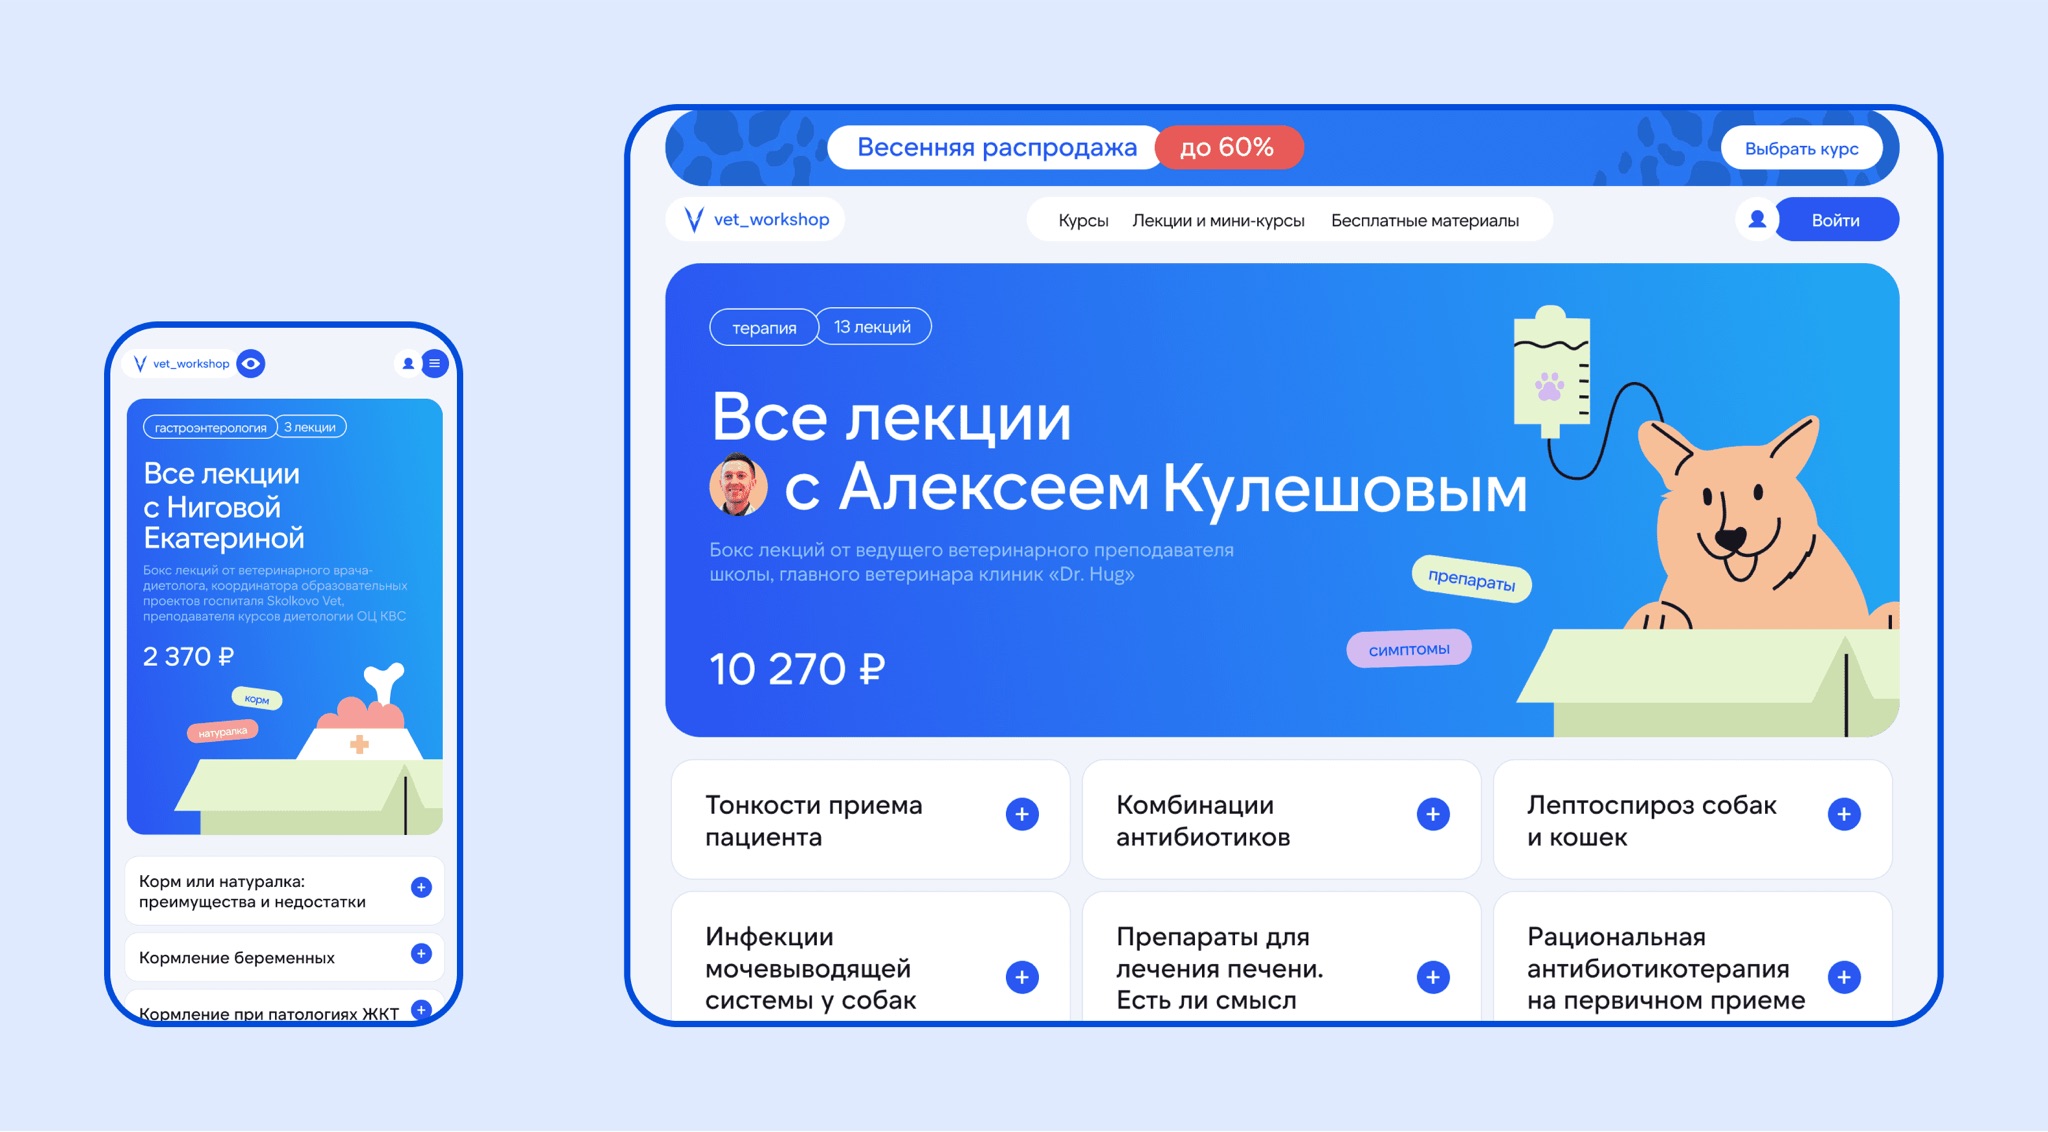 vet_workshop
гастроэнтерология
3 лекции
Все лекции
с Ниговой
Екатериной
Бокс лекций от ветеринарного врача-
диетолога, координатора образовательных
проектов госпиталя Skolkovo Vet,
преподавателя курсов диетологии ОЦ КВС
2 370 ₽
корм
натуралка
Корм или натуралка:
преимущества и недостатки
Кормление беременных
Кормление при патологиях ЖКТ
Весенняя распродажа
до 60%
Выбрать курс
vet_workshop
Курсы
Лекции и мини-курсы
Бесплатные материалы
Войти
терапия
13 лекций
Все лекции
с Алексеем Кулешовым
Бокс лекций от ведущего ветеринарного преподавателя
школы, главного ветеринара клиник «Dr. Hug»
10 270 ₽
препараты
симптомы
Тонкости приема
пациента
Комбинации
антибиотиков
Лептоспироз собак
и кошек
Инфекции
мочевыводящей
системы у собак
Препараты для
лечения печени.
Есть ли смысл
Рациональная
антибиотикотерапия
на первичном приеме